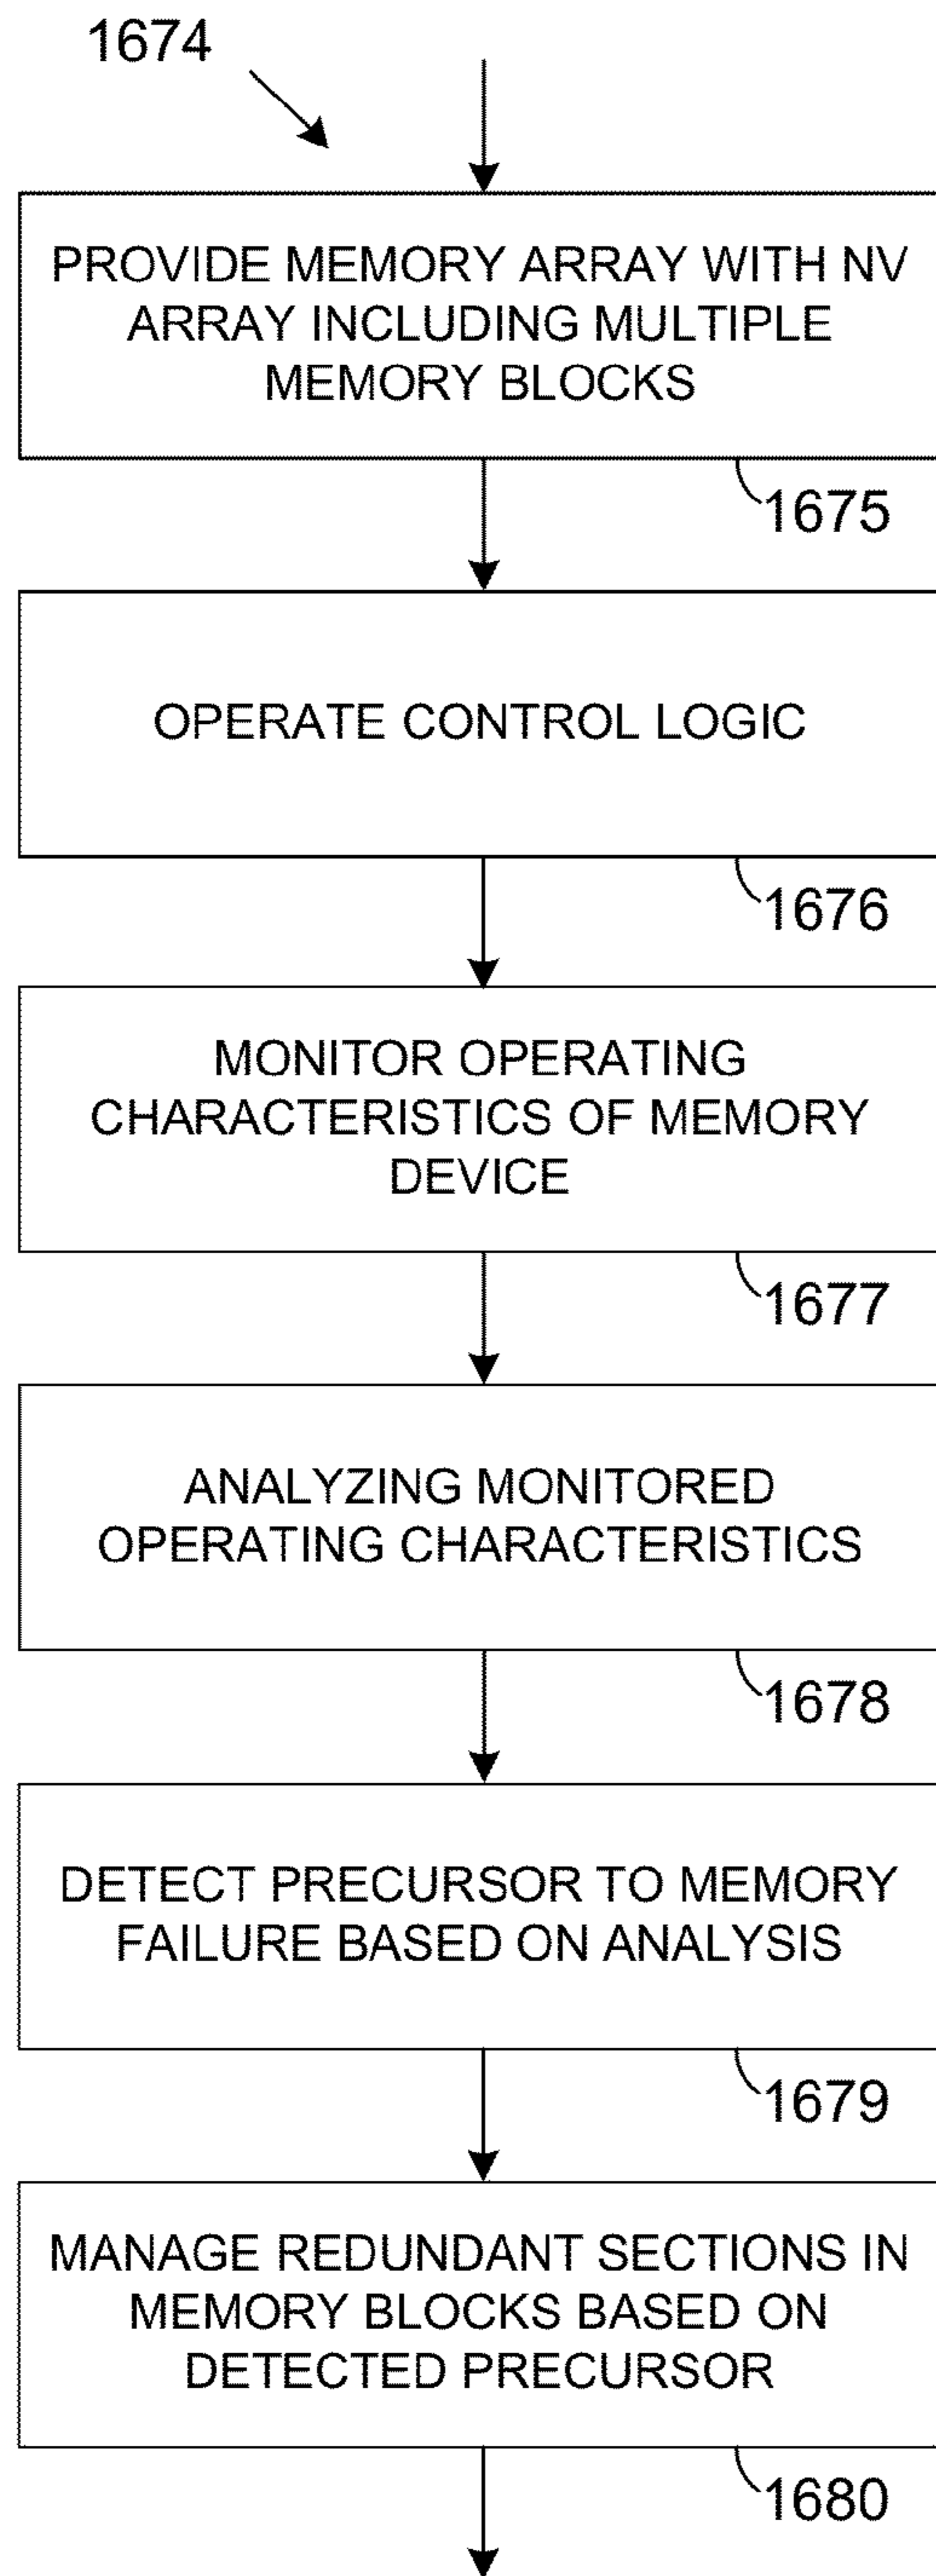 1674
PROVIDE MEMORY ARRAY WITH NV
ARRAY INCLUDING MULTIPLE
MEMORY BLOCKS
1675
OPERATE CONTROL LOGIC
1676
MONITOR OPERATING
CHARACTERISTICS OF MEMORY
DEVICE
1677
ANALYZING MONITORED
OPERATING CHARACTERISTICS
1678
DETECT PRECURSOR TO MEMORY
FAILURE BASED ON ANALYSIS
1679
MANAGE REDUNDANT SECTIONS IN
MEMORY BLOCKS BASED ON
DETECTED PRECURSOR
1680